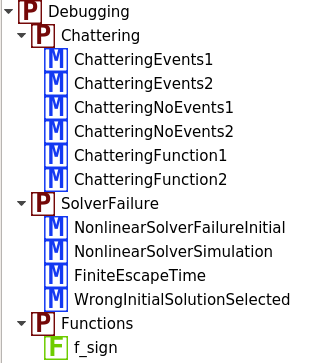 P Debugging
P Chattering
M ChatteringEvents1
M ChatteringEvents2
M ChatteringNoEvents1
M ChatteringNoEvents2
M ChatteringFunction1
M ChatteringFunction2
P SolverFailure
M NonlinearSolverFailureInitial
M NonlinearSolverSimulation
M FiniteEscapeTime
M WrongInitialSolutionSelected
P Functions
F f_sign